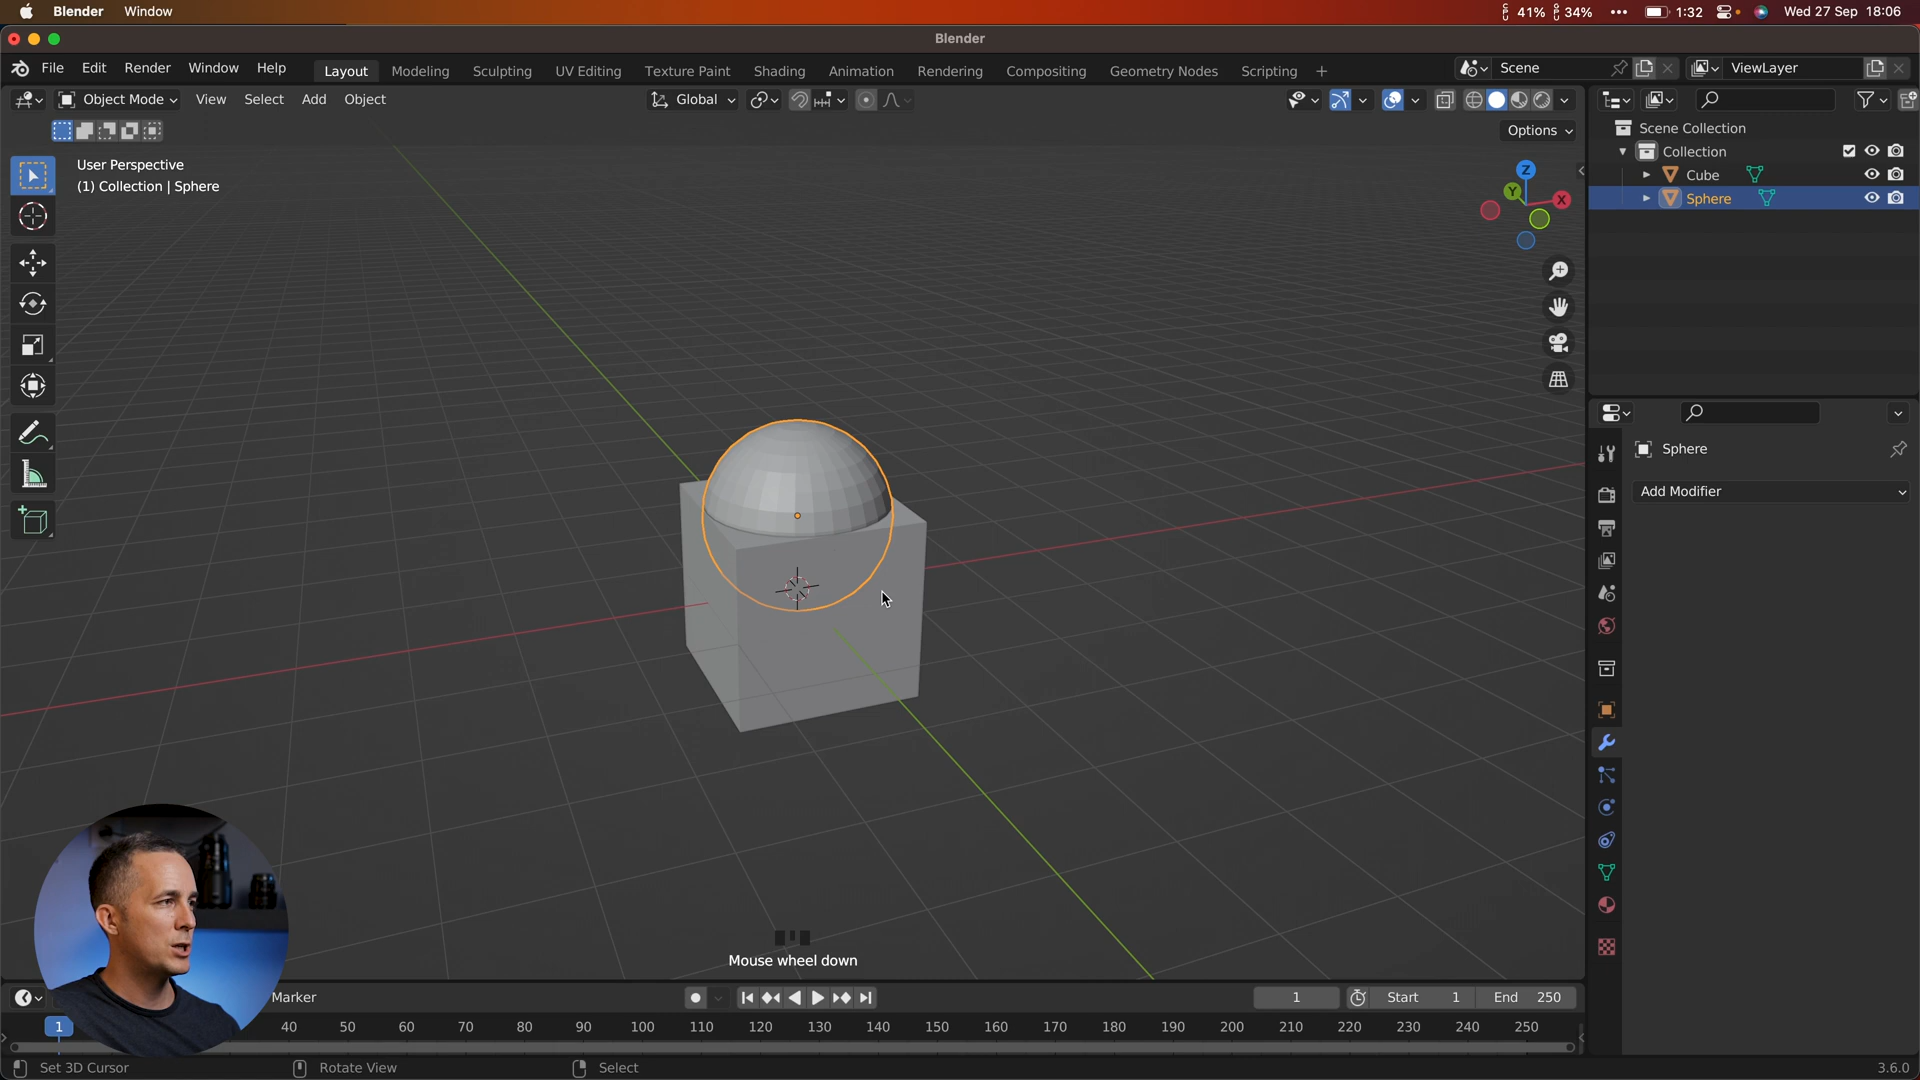 Blender Window 41% 34% 1:32 Wed 27 Sep 18:06
Blender
File Edit Render Window Help Layout Modeling Sculpting UV Editing Texture Paint Shading Animation Rendering Compositing Geometry Nodes Scripting + Scene ViewLayer
Object Mode View Select Add Object Global
Options
User Perspective
(1) Collection | Sphere
Z
Y
X
Scene Collection
Collection
Cube
Sphere
Sphere
Add Modifier
Mouse wheel down
Marker 1 Start 1 End 250
1 40 50 60 70 80 90 100 110 120 130 140 150 160 170 180 190 200 210 220 230 240 250
Set 3D Cursor Rotate View Select 3.6.0